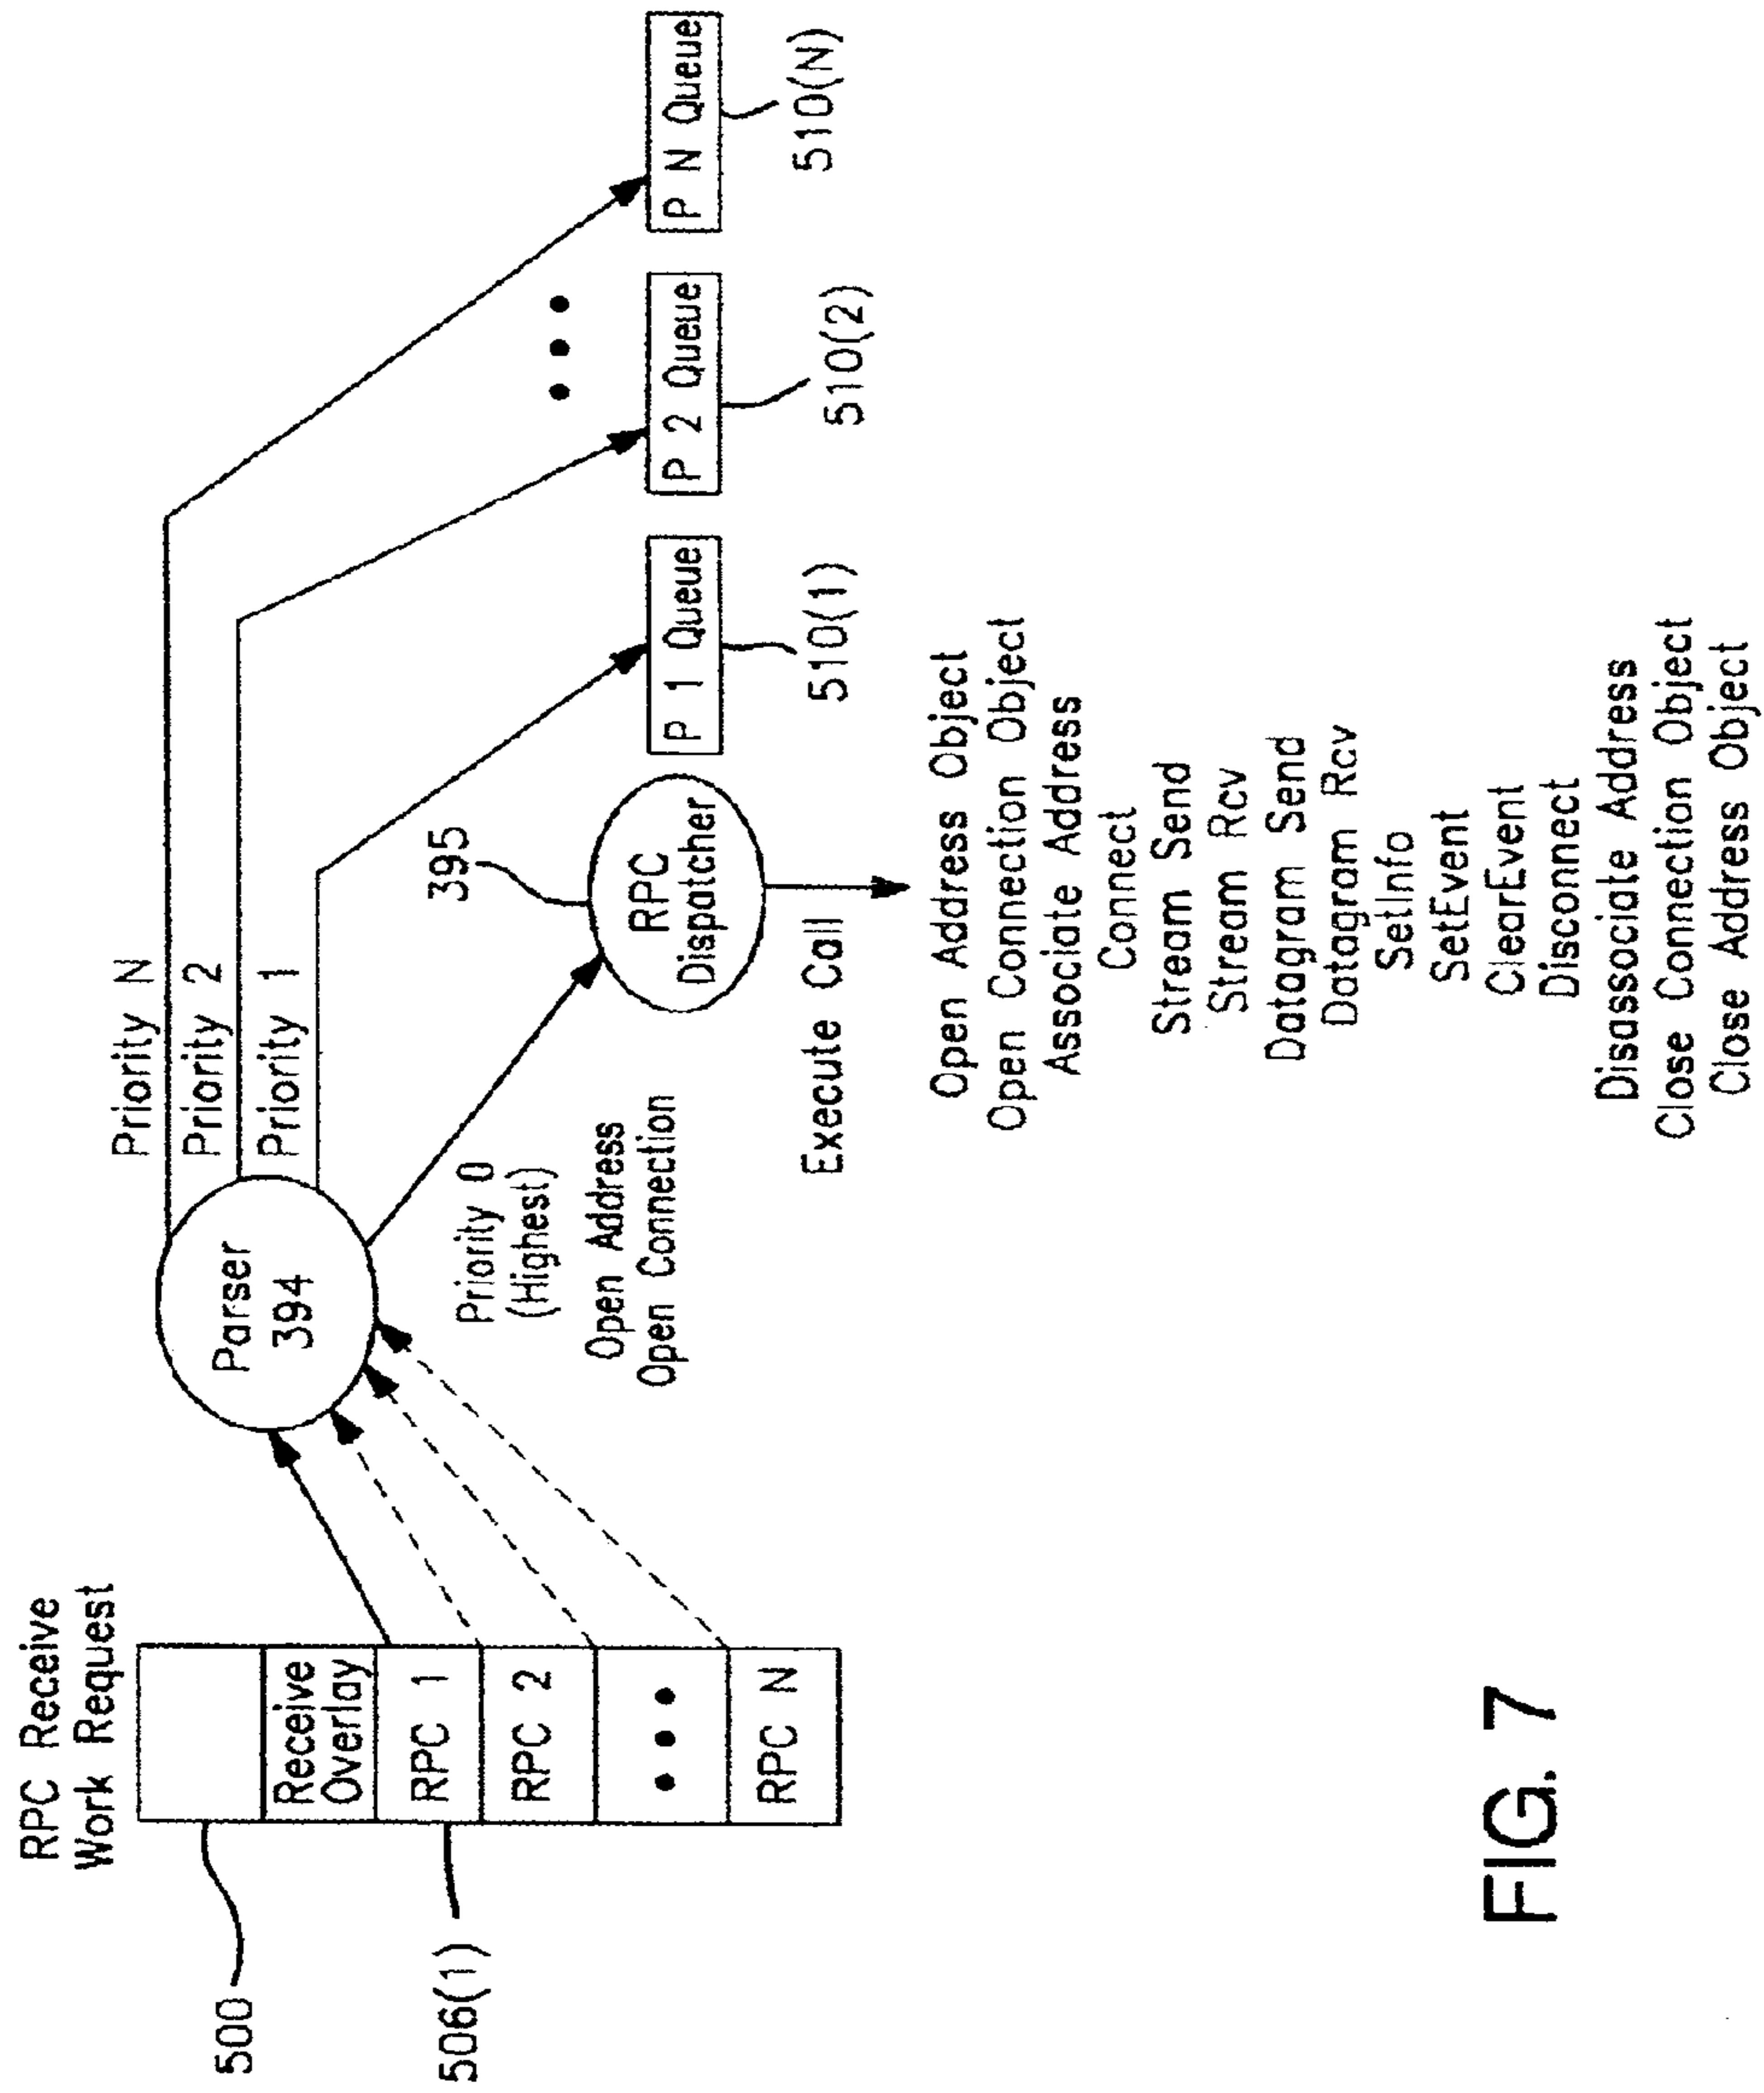 RPC Receive
Work Request
500
Receive
Overlay
RPC 1
506(1)
RPC 2
RPC N
Parser
394
Priority N
Priority 2
Priority 1
Priority 0
(Highest)
Open Address
Open Connection
395
RPC
Dispatcher
P 1 Queue
510(1)
P 2 Queue
510(2)
P N Queue
510(N)
Execute Call
Open Address Object
Open Connection Object
Associate Address
Connect
Stream Send
Stream Rcv
Datagram Send
Datagram Rcv
SetInfo
SetEvent
ClearEvent
Disconnect
Disassociate Address
Close Connection Object
Close Address Object
FIG. 7